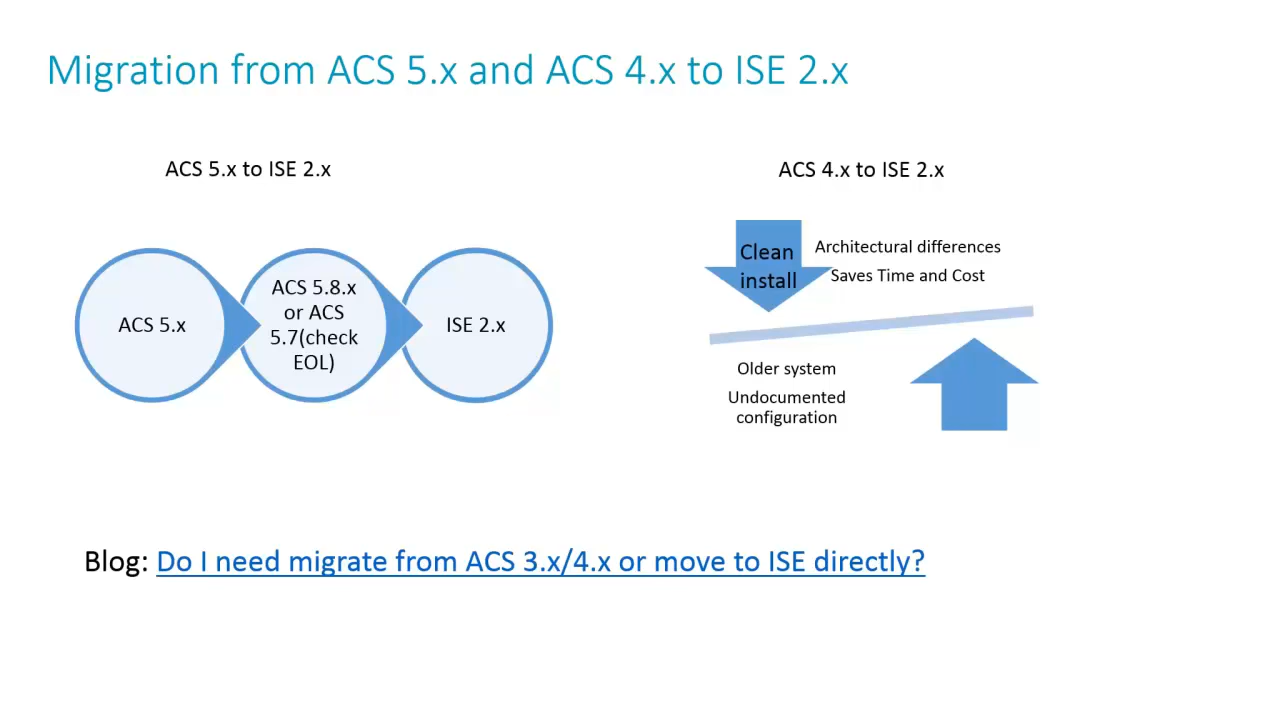 Migration from ACS 5.x and ACS 4.x to ISE 2.x
ACS 5.x to ISE 2.x
ACS 5.x
ACS 5.8.x
or ACS
5.7(check
EOL)
ISE 2.x
ACS 4.x to ISE 2.x
Clean
install
Architectural differences
Saves Time and Cost
Older system
Undocumented
configuration
Blog: Do I need migrate from ACS 3.x/4.x or move to ISE directly?